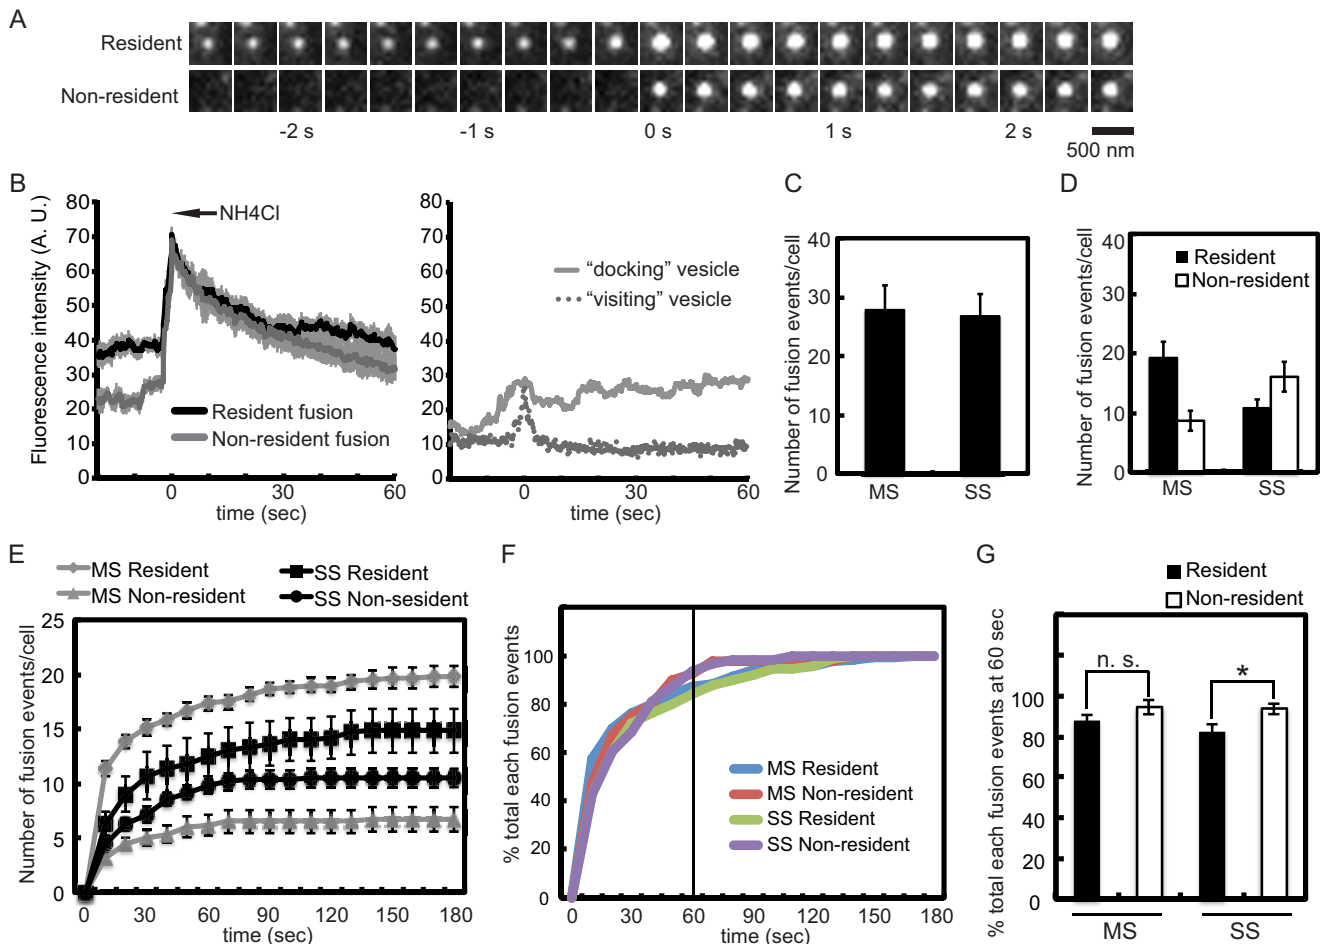 A
Resident
Non-resident
-2 s
-1 s
0 s
1 s
2 s
500 nm
B
Fluorescence intensity (A. U.)
80
70
60
50
40
30
20
10
0
NH4Cl
Resident fusion
Non-resident fusion
0
30
60
time (sec)
80
70
60
50
40
30
20
10
0
"docking" vesicle
"visiting" vesicle
0
30
60
time (sec)
C
Number of fusion events/cell
40
30
20
10
0
MS
SS
D
Number of fusion events/cell
40
30
20
10
0
Resident
Non-resident
MS
SS
E
MS Resident
MS Non-resident
SS Resident
SS Non-sesident
Number of fusion events/cell
25
20
15
10
5
0
0
30
60
90
120
150
180
time (sec)
F
% total each fusion events
100
80
60
40
20
0
MS Resident
MS Non-resident
SS Resident
SS Non-resident
0
30
60
90
120
150
180
time (sec)
G
Resident
Non-resident
% total each fusion events at 60 sec
100
80
60
40
20
0
n. s.
*
MS
SS